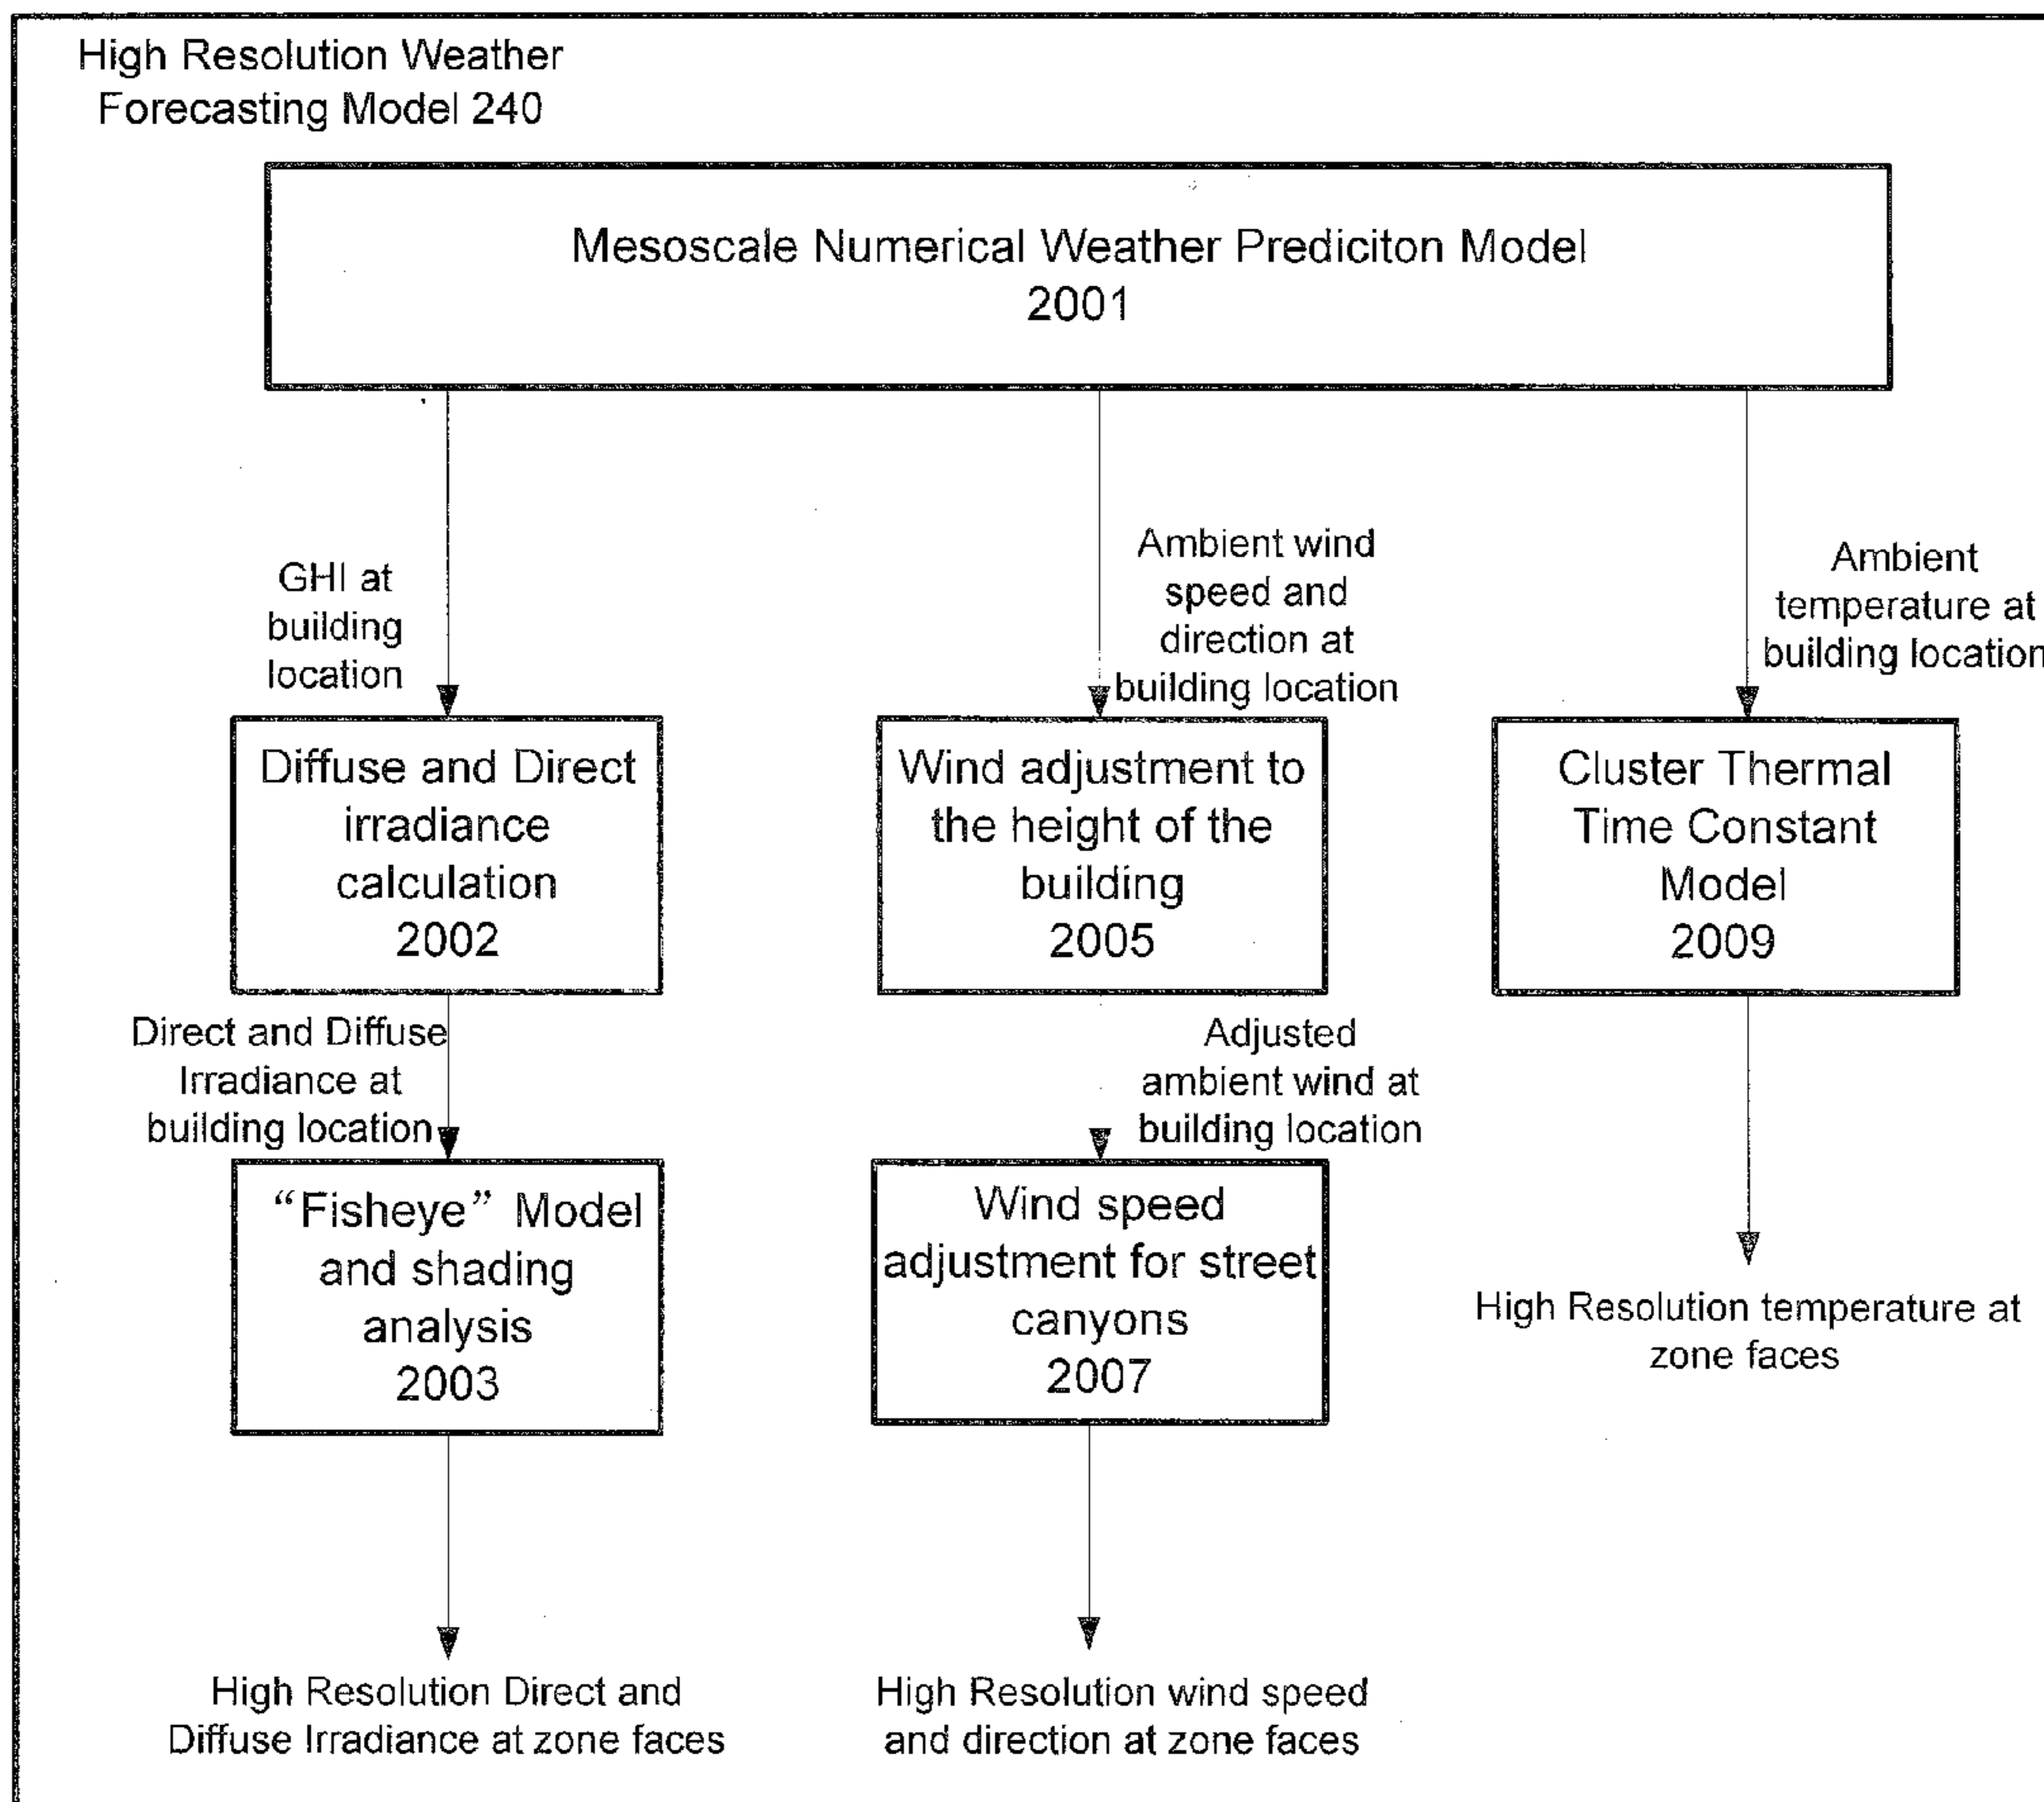 High Resolution Weather
Forecasting Model 240
Mesoscale Numerical Weather Prediciton Model
2001
GHI at
building
location
Ambient wind
speed and
direction at
building location
Ambient
temperature at
building location
Diffuse and Direct
irradiance
calculation
2002
Wind adjustment to
the height of the
building
2005
Cluster Thermal
Time Constant
Model
2009
Direct and Diffuse
Irradiance at
building location
Adjusted
ambient wind at
building location
“Fisheye” Model
and shading
analysis
2003
Wind speed
adjustment for street
canyons
2007
High Resolution temperature at
zone faces
High Resolution Direct and
Diffuse Irradiance at zone faces
High Resolution wind speed
and direction at zone faces